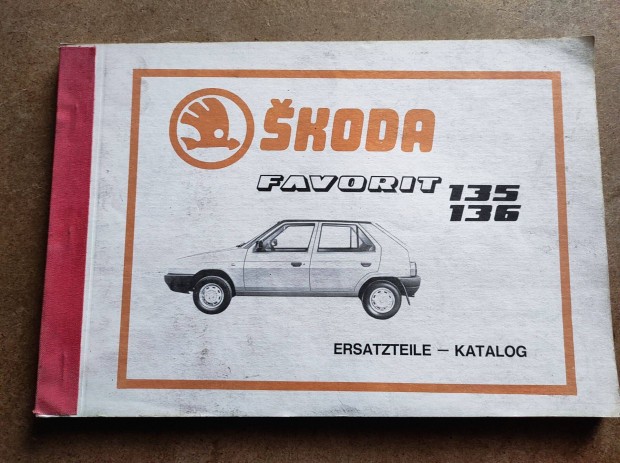 ŠKODA
FAVORIT 135
136
ERSATZTEILE – KATALOG